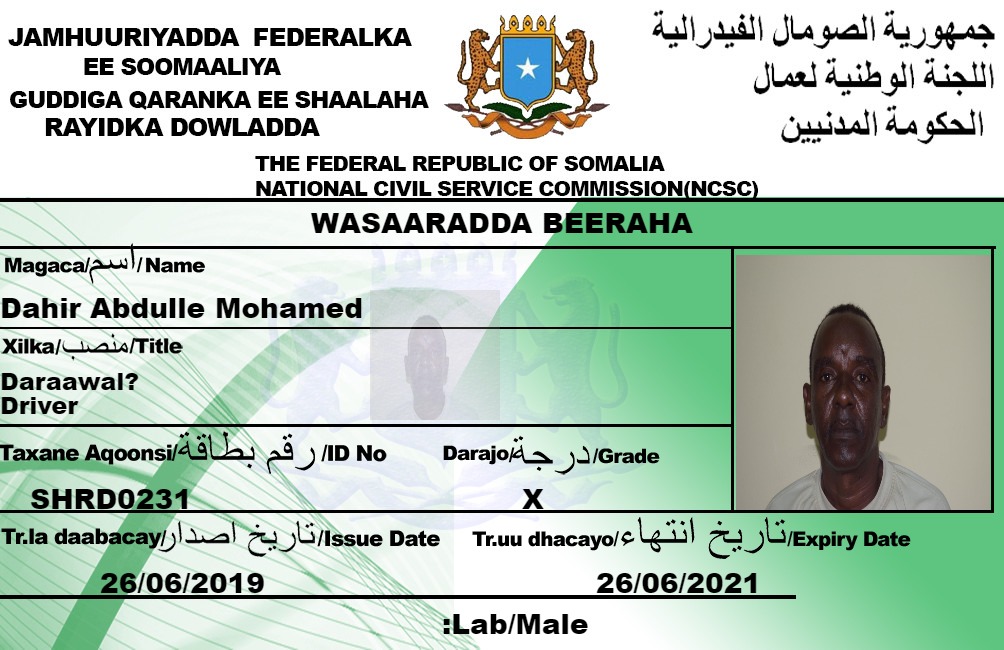 JAMHUURIYADDA FEDERALKA
EE SOOMAALIYA
GUDDIGA QARANKA EE SHAALAHA
RAYIDKA DOWLADDA
جمهورية الصومال الفيدرالية
اللجنة الوطنية لعمال
الحكومة المدنيين
THE FEDERAL REPUBLIC OF SOMALIA
NATIONAL CIVIL SERVICE COMMISSION(NCSC)
WASAARADDA BEERAHA
Magaca/اسم/Name
Dahir Abdulle Mohamed
Xilka/منصب/Title
Daraawal?
Driver
Taxane Aqoonsi/رقم بطاقة/ID No
Darajo/درجة/Grade
SHRD0231
X
Tr.la daabacay/تاريخ اصدار/Issue Date
Tr.uu dhacayo/تاريخ انتهاء/Expiry Date
26/06/2019
26/06/2021
:Lab/Male